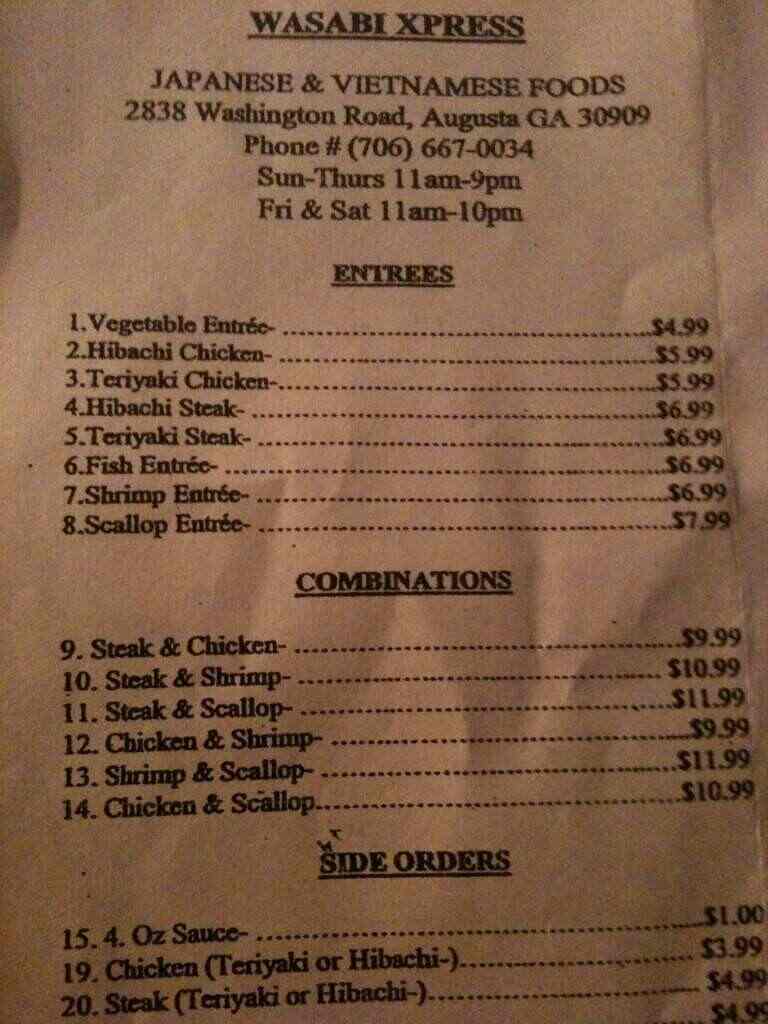 WASABI XPRESS
JAPANESE & VIETNAMESE FOODS
2838 Washington Road, Augusta GA 30909
Phone # (706) 667-0034
Sun-Thurs 11am-9pm
Fri & Sat 11am-10pm
ENTREES
1.Vegetable Entrée- ........................................................$4.99
2.Hibachi Chicken- .........................................................$5.99
3.Teriyaki Chicken-.........................................................$5.99
4.Hibachi Steak- .............................................................$6.99
5.Teriyaki Steak- .............................................................$6.99
6.Fish Entrée- ..................................................................$6.99
7.Shrimp Entrée- .............................................................$6.99
8.Scallop Entrée- .............................................................$7.99
COMBINATIONS
9. Steak & Chicken- ..........................................................$9.99
10. Steak & Shrimp- ....................................................... $10.99
11. Steak & Scallop- ........................................................$11.99
12. Chicken & Shrimp- ......................................................$9.99
13. Shrimp & Scallop- .....................................................$11.99
14. Chicken & Scallop......................................................$10.99
SIDE ORDERS
15. 4. Oz Sauce- ................................................................$1.00
19. Chicken (Teriyaki or Hibachi-).................................. $3.99
20. Steak (Teriyaki or Hibachi-)....................................... $4.99
$4.99